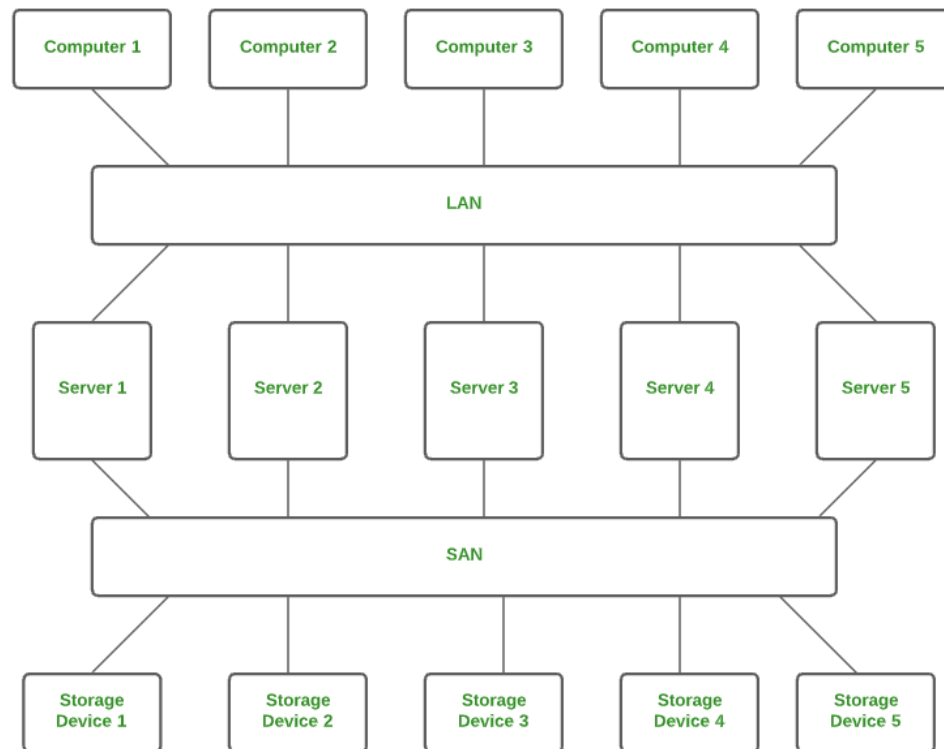 Computer 1
Computer 2
Computer 3
Computer 4
Computer 5
LAN
Server 1
Server 2
Server 3
Server 4
Server 5
SAN
Storage
Device 1
Storage
Device 2
Storage
Device 3
Storage
Device 4
Storage
Device 5